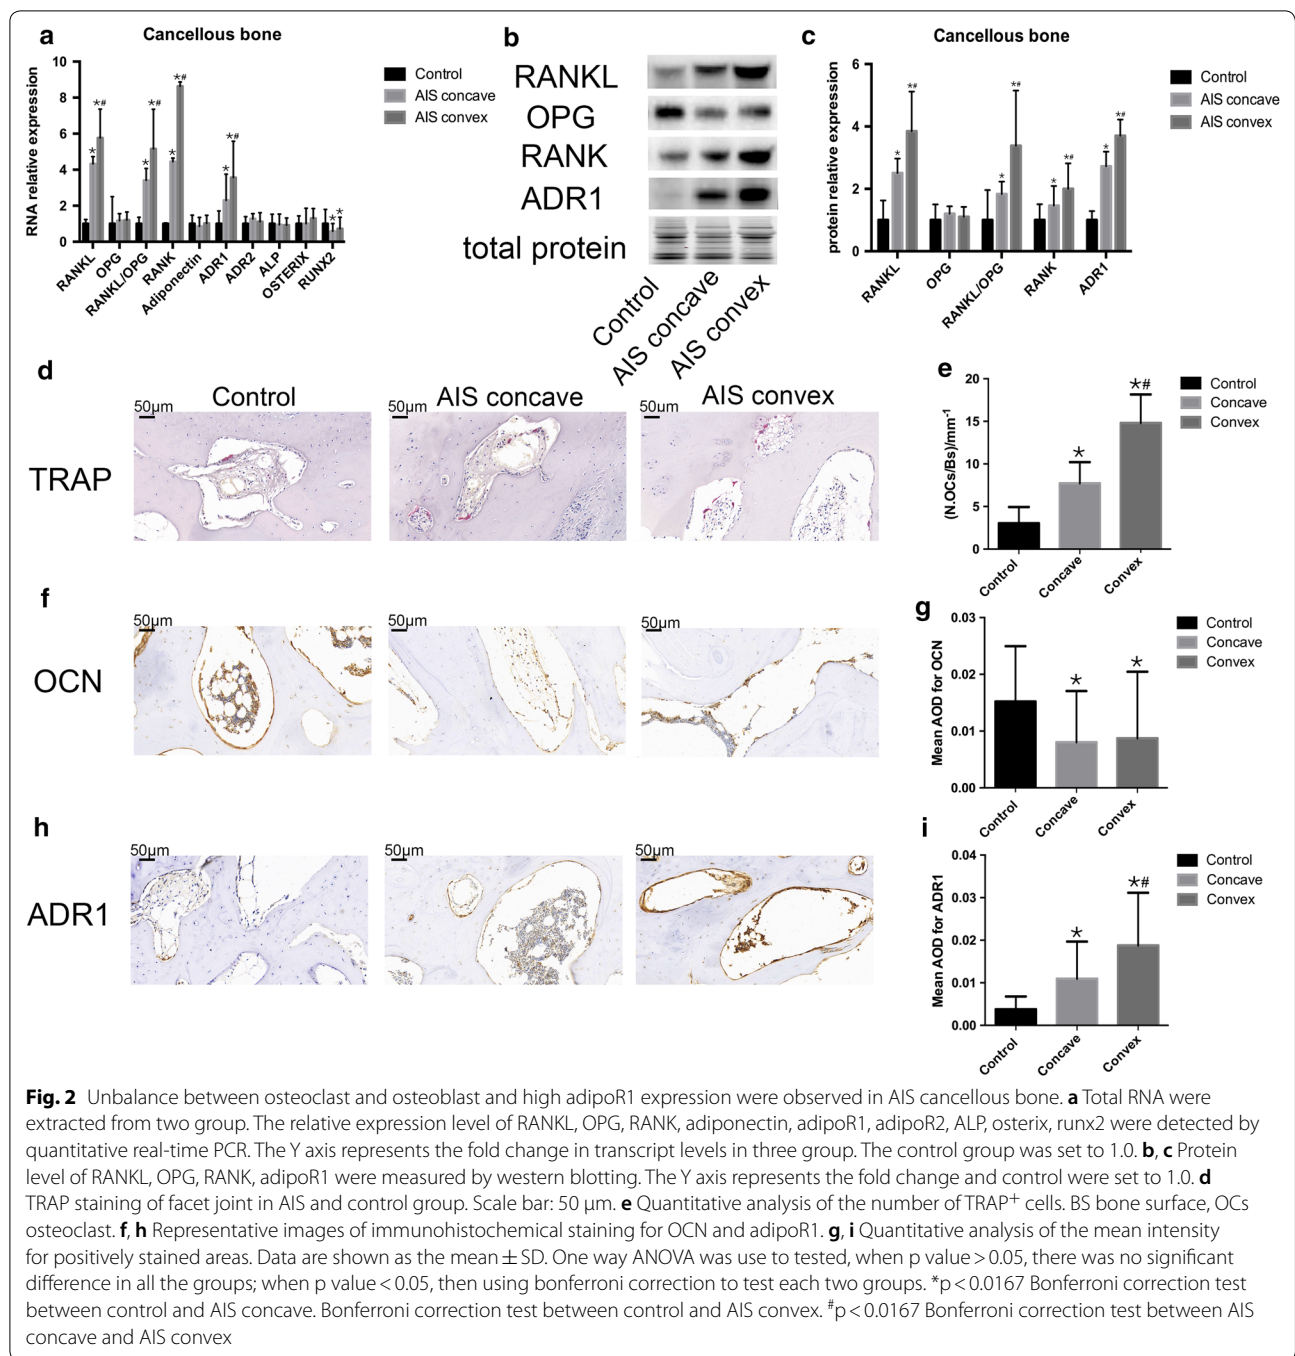 a
Cancellous bone
RNA relative expression
10
8
6
4
2
0
*
*#
*
*#
*
*#
*
*#
*
*
RANKL
OPG
RANKL/OPG
RANK
Adiponectin
ADR1
ADR2
ALP
OSTERIX
RUNX2
Control
AIS concave
AIS convex
b
RANKL
OPG
RANK
ADR1
total protein
Control
AIS concave
AIS convex
c
Cancellous bone
protein relative expression
6
4
2
0
*
*#
*
*#
*
*#
*
*#
RANKL
OPG
RANKL/OPG
RANK
ADR1
Control
AIS concave
AIS convex
d
Control
AIS concave
AIS convex
50μm
50μm
50μm
TRAP
e
(N.OCs/Bs)/mm-1
20
15
10
5
0
*
*#
Control
Concave
Convex
Control
Concave
Convex
f
50μm
50μm
50μm
OCN
g
Mean AOD for OCN
0.03
0.02
0.01
0.00
*
*
Control
Concave
Convex
Control
Concave
Convex
h
50μm
50μm
50μm
ADR1
i
Mean AOD for ADR1
0.04
0.03
0.02
0.01
0.00
*
*#
Control
Concave
Convex
Control
Concave
Convex
Fig. 2 Unbalance between osteoclast and osteoblast and high adipoR1 expression were observed in AIS cancellous bone. a Total RNA were
extracted from two group. The relative expression level of RANKL, OPG, RANK, adiponectin, adipoR1, adipoR2, ALP, osterix, runx2 were detected by
quantitative real-time PCR. The Y axis represents the fold change in transcript levels in three group. The control group was set to 1.0. b, c Protein
level of RANKL, OPG, RANK, adipoR1 were measured by western blotting. The Y axis represents the fold change and control were set to 1.0. d
TRAP staining of facet joint in AIS and control group. Scale bar: 50 μm. e Quantitative analysis of the number of TRAP+ cells. BS bone surface, OCs
osteoclast. f, h Representative images of immunohistochemical staining for OCN and adipoR1. g, i Quantitative analysis of the mean intensity
for positively stained areas. Data are shown as the mean ± SD. One way ANOVA was use to tested, when p value > 0.05, there was no significant
difference in all the groups; when p value < 0.05, then using bonferroni correction to test each two groups. *p < 0.0167 Bonferroni correction test
between control and AIS concave. Bonferroni correction test between control and AIS convex. #p < 0.0167 Bonferroni correction test between AIS
concave and AIS convex